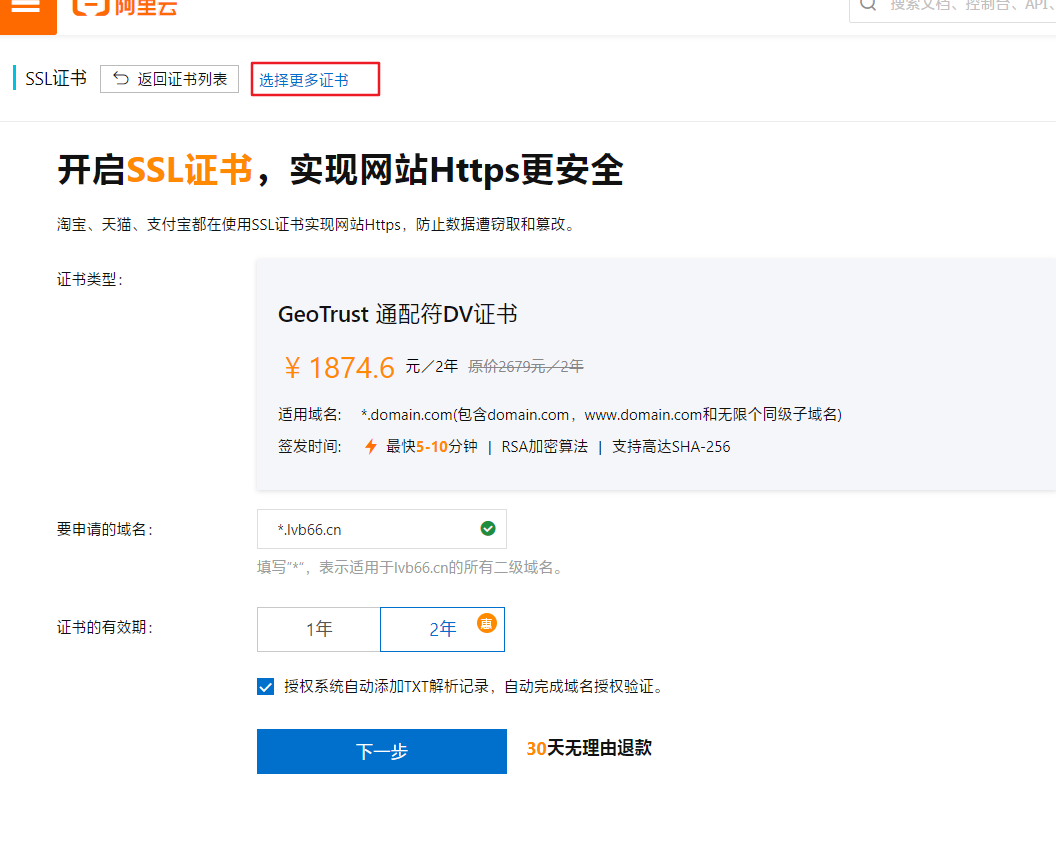 阿里云
搜索文档、控制台、API、
SSL证书 返回证书列表 选择更多证书
开启SSL证书，实现网站Https更安全
淘宝、天猫、支付宝都在使用SSL证书实现网站Https，防止数据遭窃取和篡改。
证书类型：
GeoTrust 通配符DV证书
￥1874.6 元／2年 原价2679元／2年
适用域名: *.domain.com(包含domain.com，www.domain.com和无限个同级子域名)
签发时间: 最快5-10分钟 | RSA加密算法 | 支持高达SHA-256
要申请的域名： *.lvb66.cn
填写"*"，表示适用于lvb66.cn的所有二级域名。
证书的有效期： 1年 2年 惠
授权系统自动添加TXT解析记录，自动完成域名授权验证。
下一步 30天无理由退款